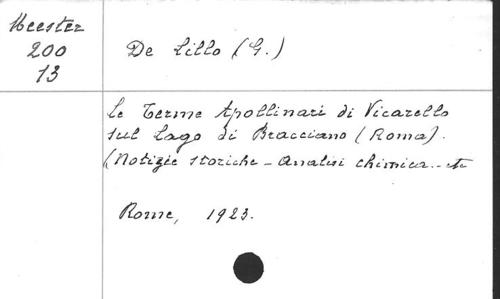 Meester
200
13
De Lillo (G.)
Le Terme Apollinari di Vicarello
sul Lago di Bracciano (Roma).
(Notizie storiche - Analisi chimica - etc
Rome, 1923.